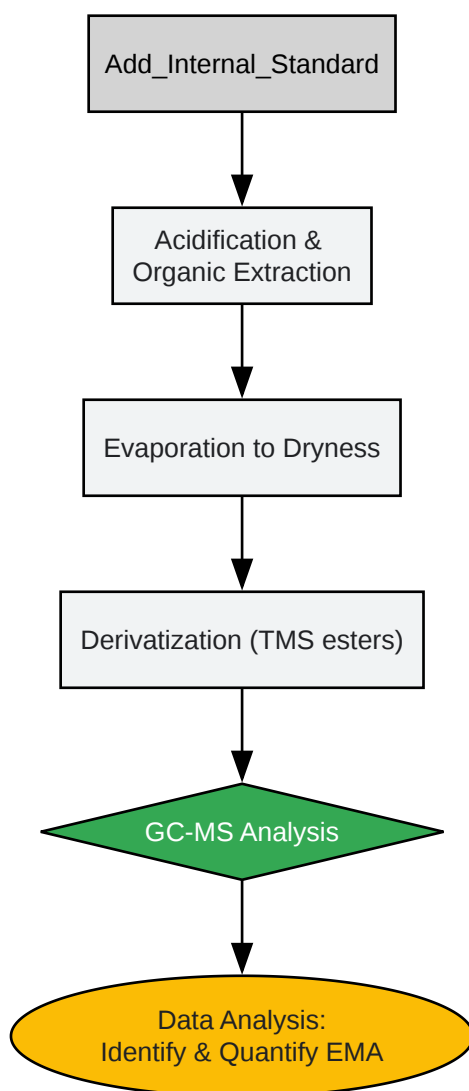 Add_Internal_Standard
Acidification &
Organic Extraction
Evaporation to Dryness
Derivatization (TMS esters)
GC-MS Analysis
Data Analysis:
Identify & Quantify EMA